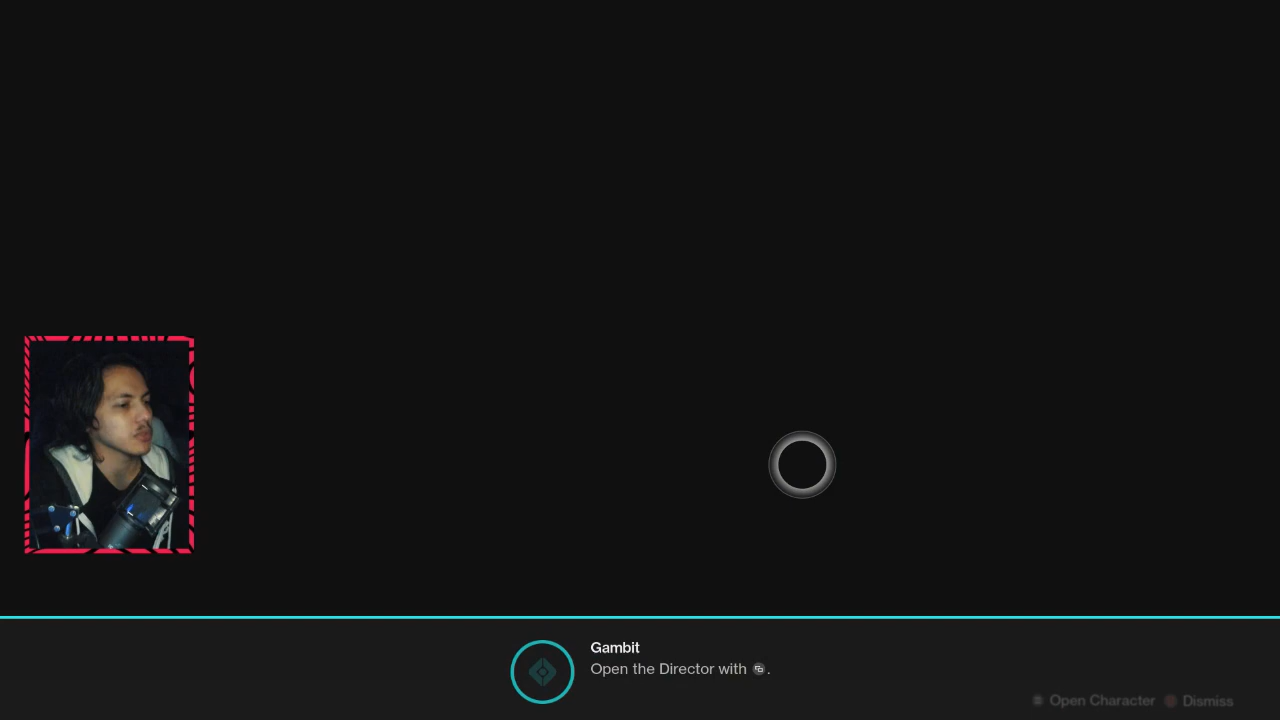 Gambit
Open the Director with .
Open Character Dismiss